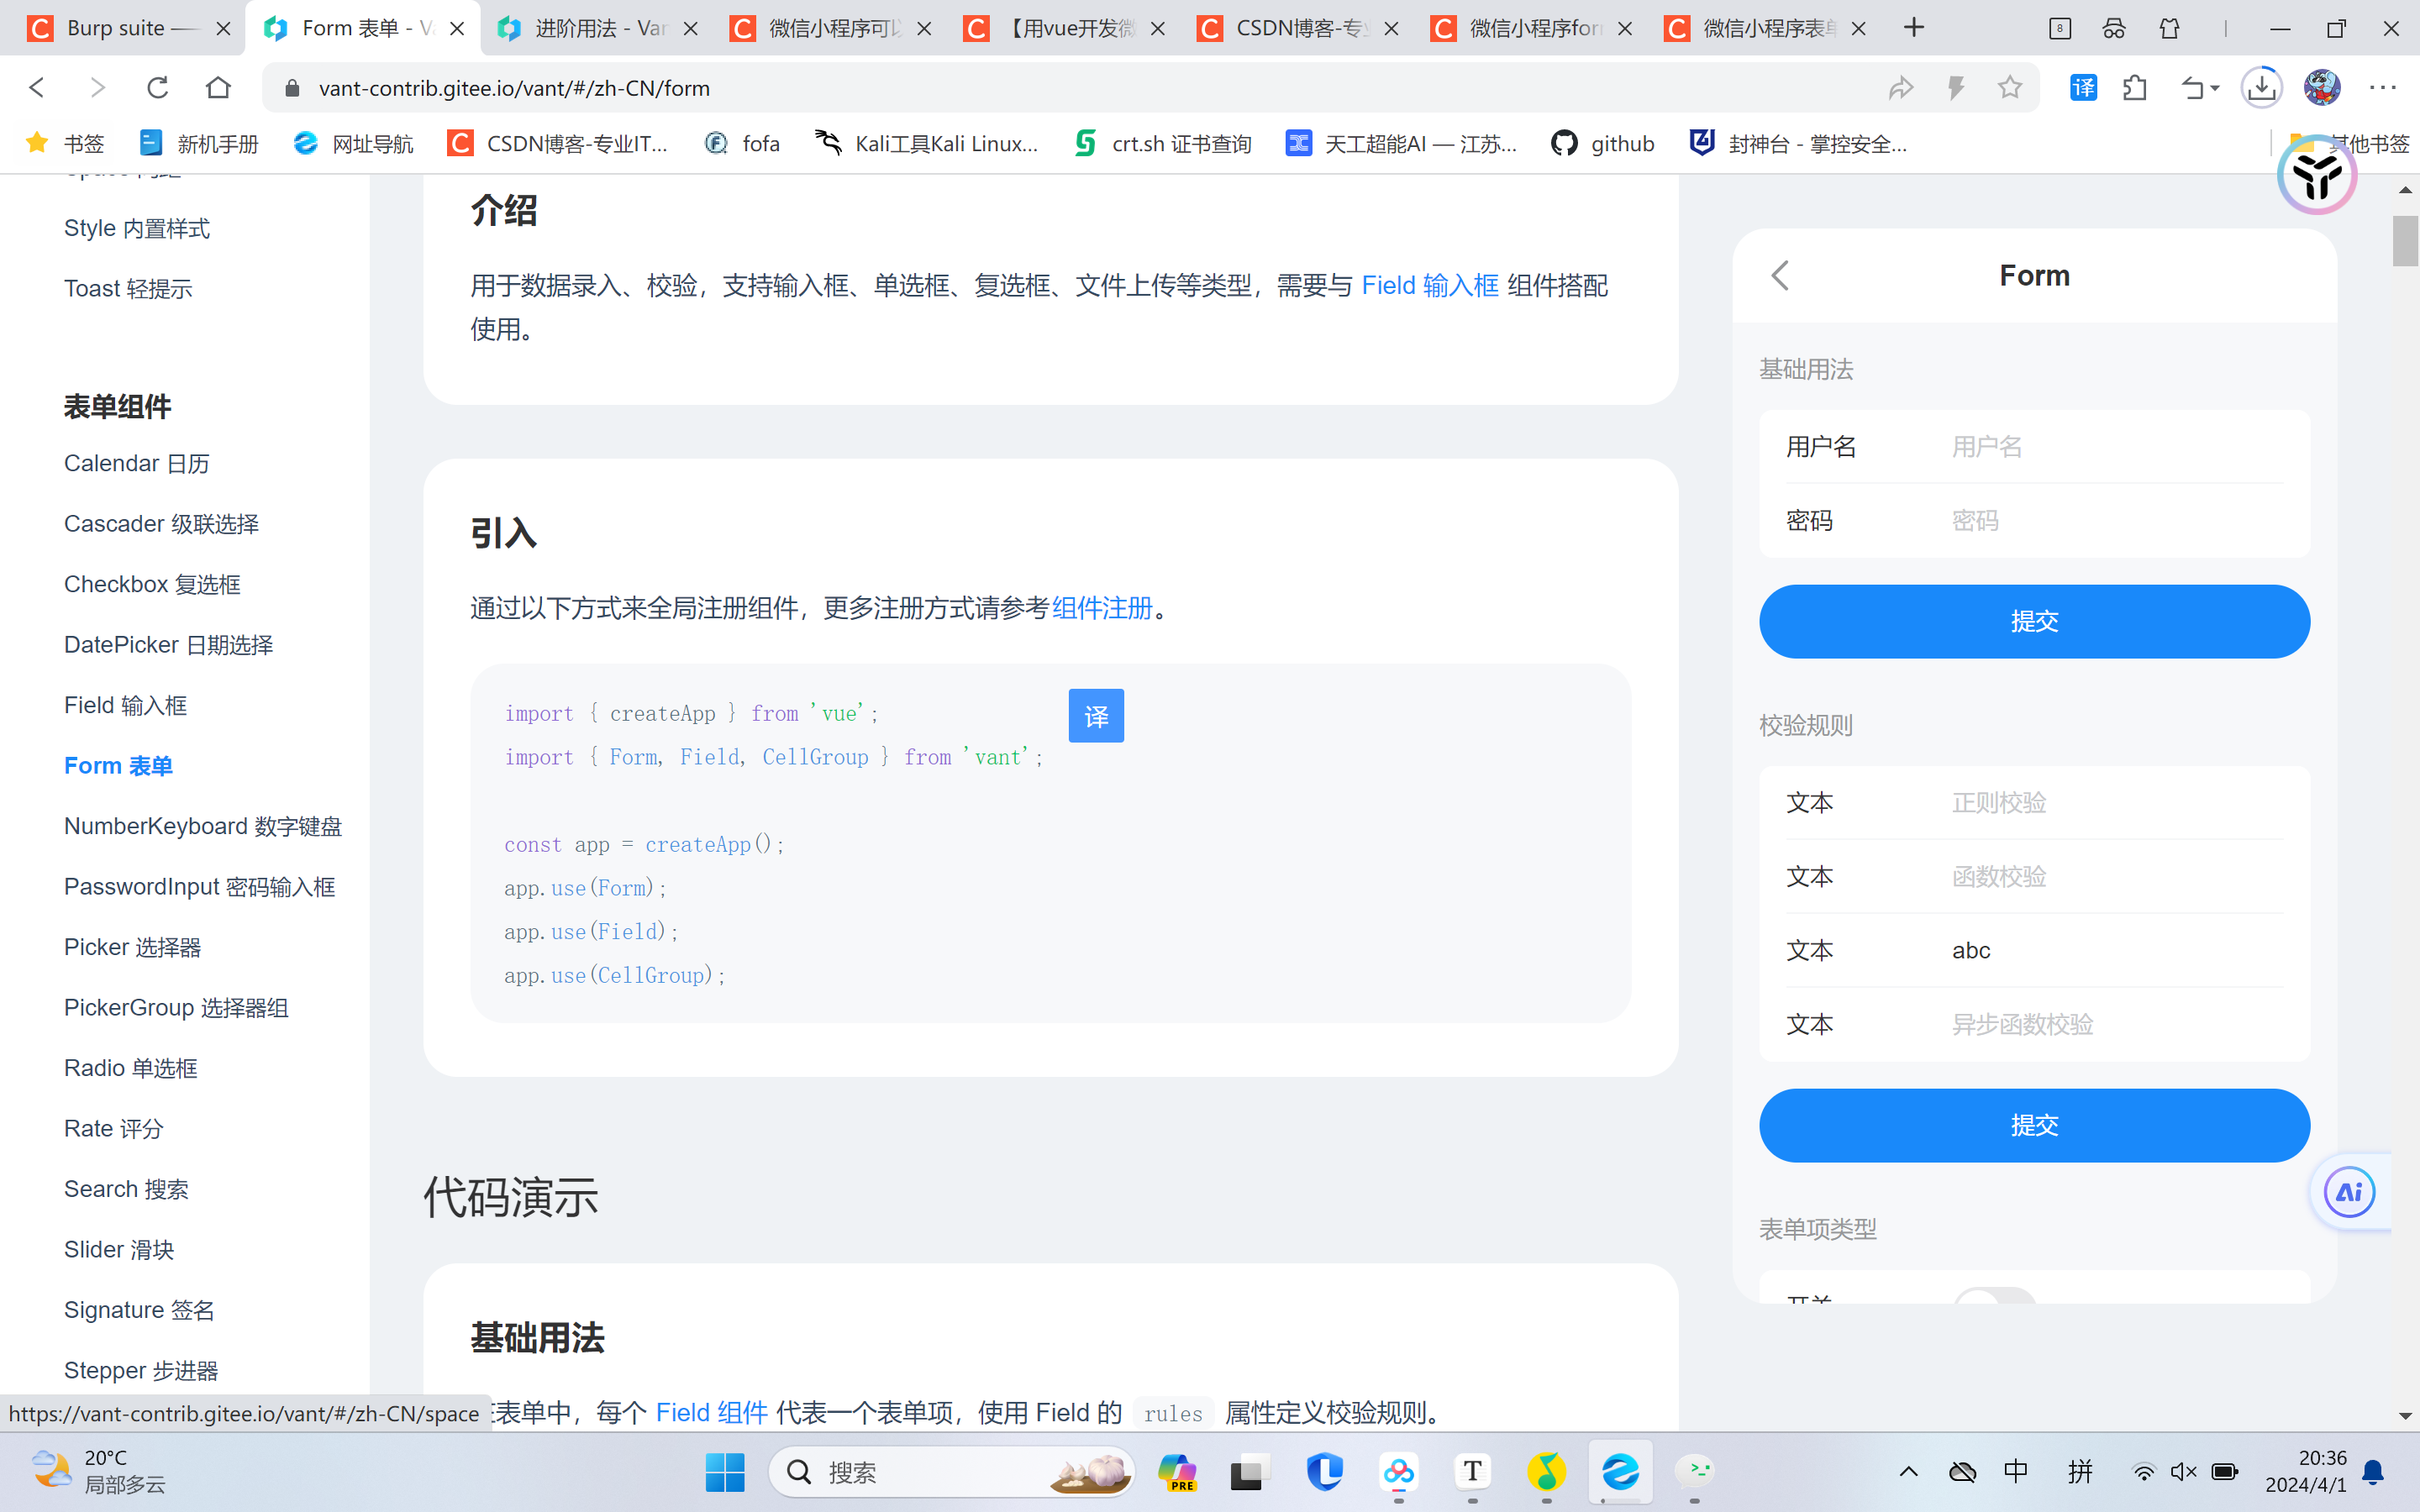 Burp suite ——
Form 表单 - Va
进阶用法 - Van
微信小程序可以
【用vue开发微
CSDN博客-专业
微信小程序for
微信小程序表单
8
vant-contrib.gitee.io/vant/#/zh-CN/form
译
书签
新机手册
网址导航
CSDN博客-专业IT...
fofa
Kali工具Kali Linux...
crt.sh 证书查询
天工超能AI — 江苏...
github
封神台 - 掌控安全...
其他书签
Style 内置样式
Toast 轻提示
表单组件
Calendar 日历
Cascader 级联选择
Checkbox 复选框
DatePicker 日期选择
Field 输入框
Form 表单
NumberKeyboard 数字键盘
PasswordInput 密码输入框
Picker 选择器
PickerGroup 选择器组
Radio 单选框
Rate 评分
Search 搜索
Slider 滑块
Signature 签名
Stepper 步进器
https://vant-contrib.gitee.io/vant/#/zh-CN/space
介绍
用于数据录入、校验，支持输入框、单选框、复选框、文件上传等类型，需要与 Field 输入框 组件搭配
使用。
引入
通过以下方式来全局注册组件，更多注册方式请参考组件注册。
import { createApp } from 'vue';
译
import { Form, Field, CellGroup } from 'vant';
const app = createApp();
app.use(Form);
app.use(Field);
app.use(CellGroup);
代码演示
基础用法
表单中，每个 Field 组件 代表一个表单项，使用 Field 的 rules 属性定义校验规则。
Form
基础用法
用户名 用户名
密码 密码
提交
校验规则
文本 正则校验
文本 函数校验
文本 abc
文本 异步函数校验
提交
Ai
表单项类型
开关
20°C
局部多云
搜索
PRE
T
中
拼
20:36
2024/4/1